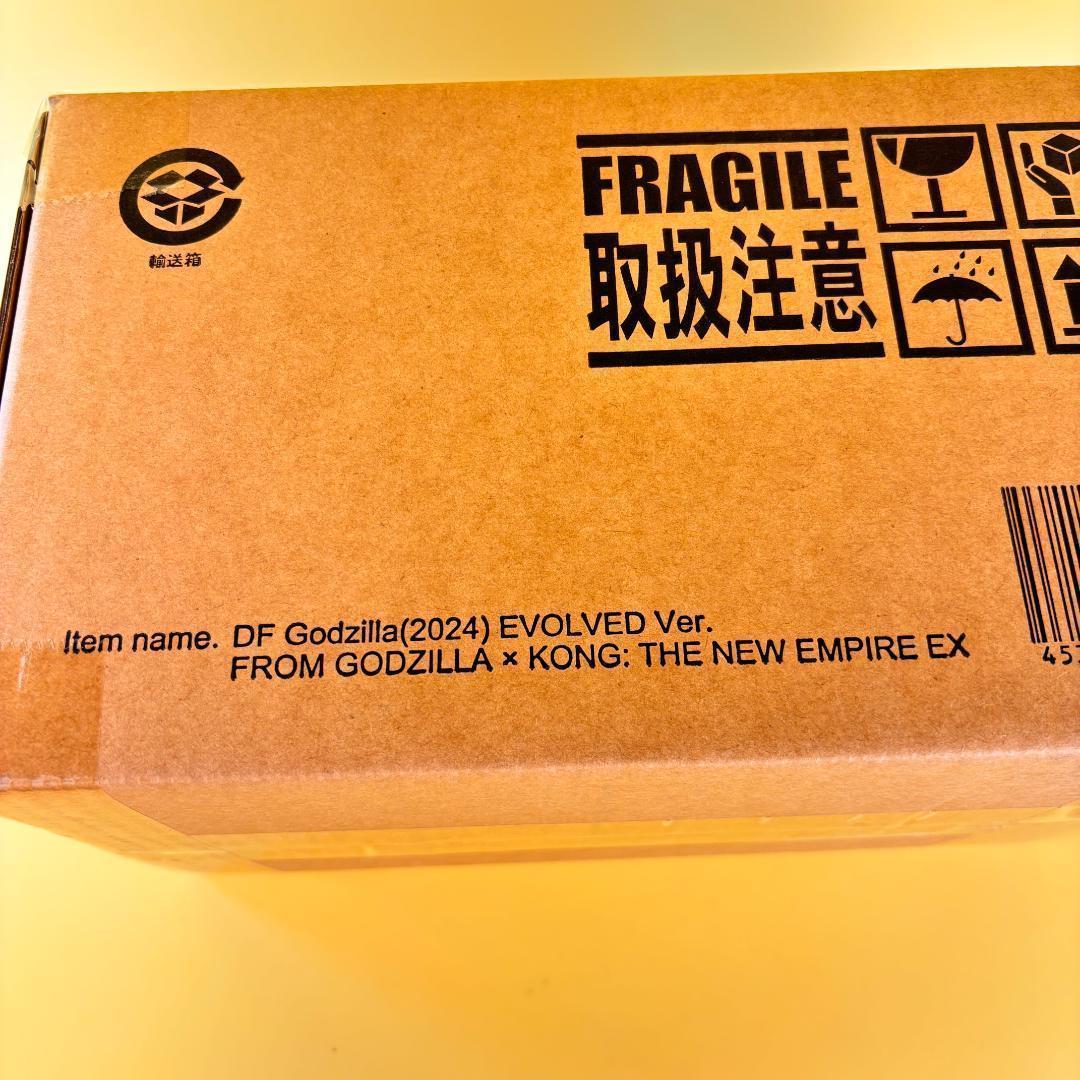 輸送箱
FRAGILE
取扱注意
Item name. DF Godzilla(2024) EVOLVED Ver.
FROM GODZILLA × KONG: THE NEW EMPIRE EX